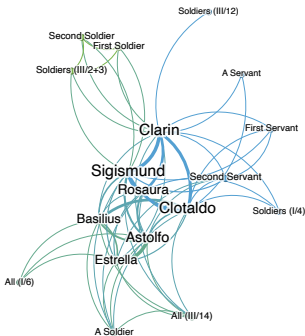 Soldiers (III/12)
Second Soldier
First Soldier
Soldiers (III/2+3)
A Servant
Clarin
First Servant
Sigismund
Second Servant
Rosaura
Clotaldo
Soldiers (I/4)
Basilius
Astolfo
Estrella
All (I/6)
All (III/14)
A Soldier